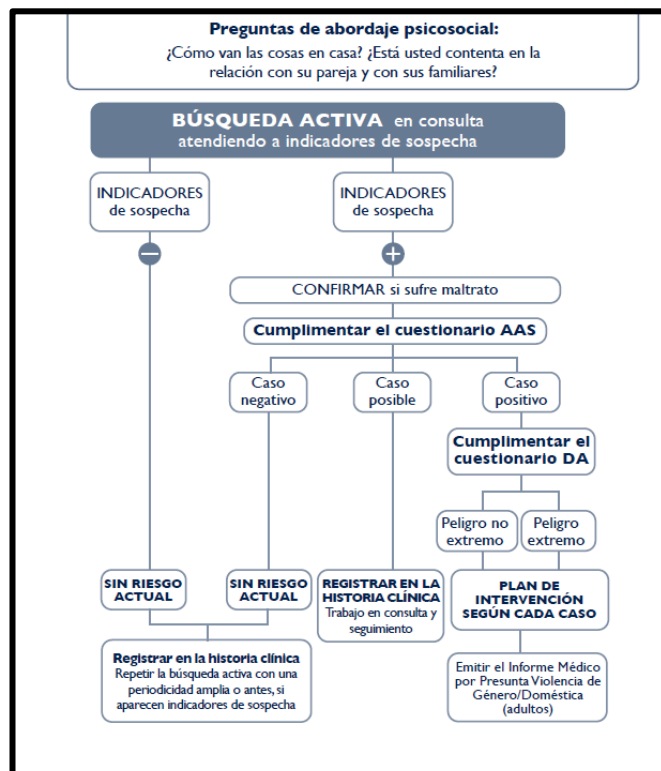 Preguntas de abordaje psicosocial:
¿Cómo van las cosas en casa? ¿Está usted contenta en la
relación con su pareja y con sus familiares?
BÚSQUEDA ACTIVA en consulta
atendiendo a indicadores de sospecha
INDICADORES
de sospecha
INDICADORES
de sospecha
−
+
CONFIRMAR si sufre maltrato
Cumplimentar el cuestionario AAS
Caso
negativo
Caso
posible
Caso
positivo
Cumplimentar el
cuestionario DA
Peligro no
extremo
Peligro
extremo
SIN RIESGO
ACTUAL
SIN RIESGO
ACTUAL
REGISTRAR EN LA
HISTORIA CLÍNICA
Trabajo en consulta y
seguimiento
PLAN DE
INTERVENCIÓN
SEGÚN CADA CASO
Registrar en la historia clínica
Repetir la búsqueda activa con una
periodicidad amplia o antes, si
aparecen indicadores de sospecha
Emitir el Informe Médico
por Presunta Violencia de
Género/Doméstica
(adultos)